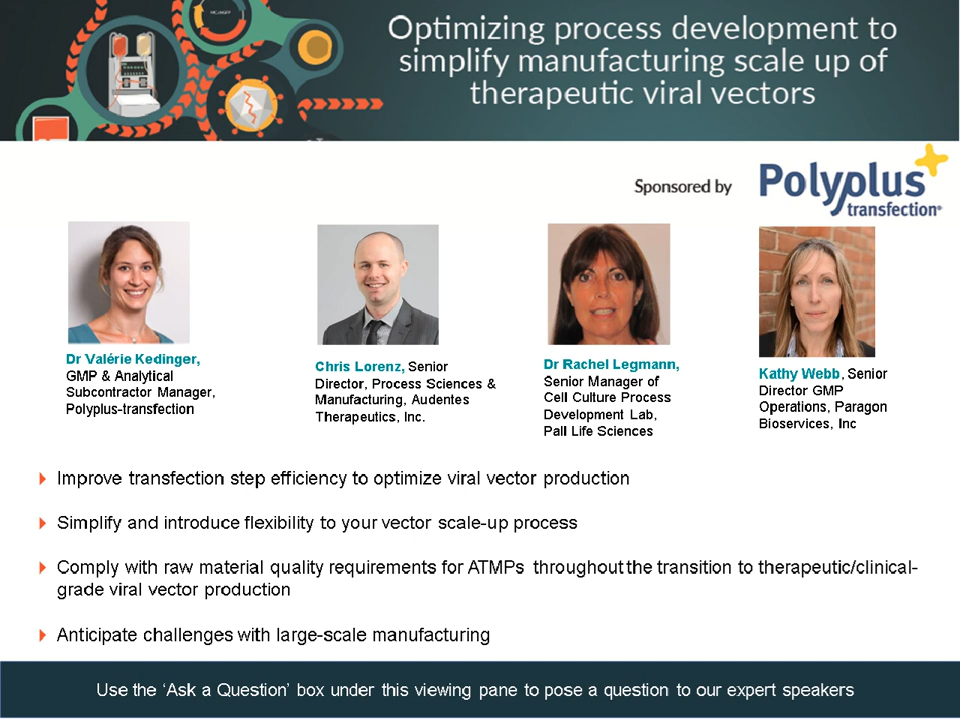 Optimizing process development to
simplify manufacturing scale up of
therapeutic viral vectors
Sponsored by
Polyplus
transfection®
Dr Valérie Kedinger,
GMP & Analytical
Subcontractor Manager,
Polyplus-transfection
Chris Lorenz, Senior
Director, Process Sciences &
Manufacturing, Audentes
Therapeutics, Inc.
Dr Rachel Legmann,
Senior Manager of
Cell Culture Process
Development Lab,
Pall Life Sciences
Kathy Webb, Senior
Director GMP
Operations, Paragon
Bioservices, Inc
Improve transfection step efficiency to optimize viral vector production
Simplify and introduce flexibility to your vector scale-up process
Comply with raw material quality requirements for ATMPs throughout the transition to therapeutic/clinical-
grade viral vector production
Anticipate challenges with large-scale manufacturing
Use the ‘Ask a Question’ box under this viewing pane to pose a question to our expert speakers